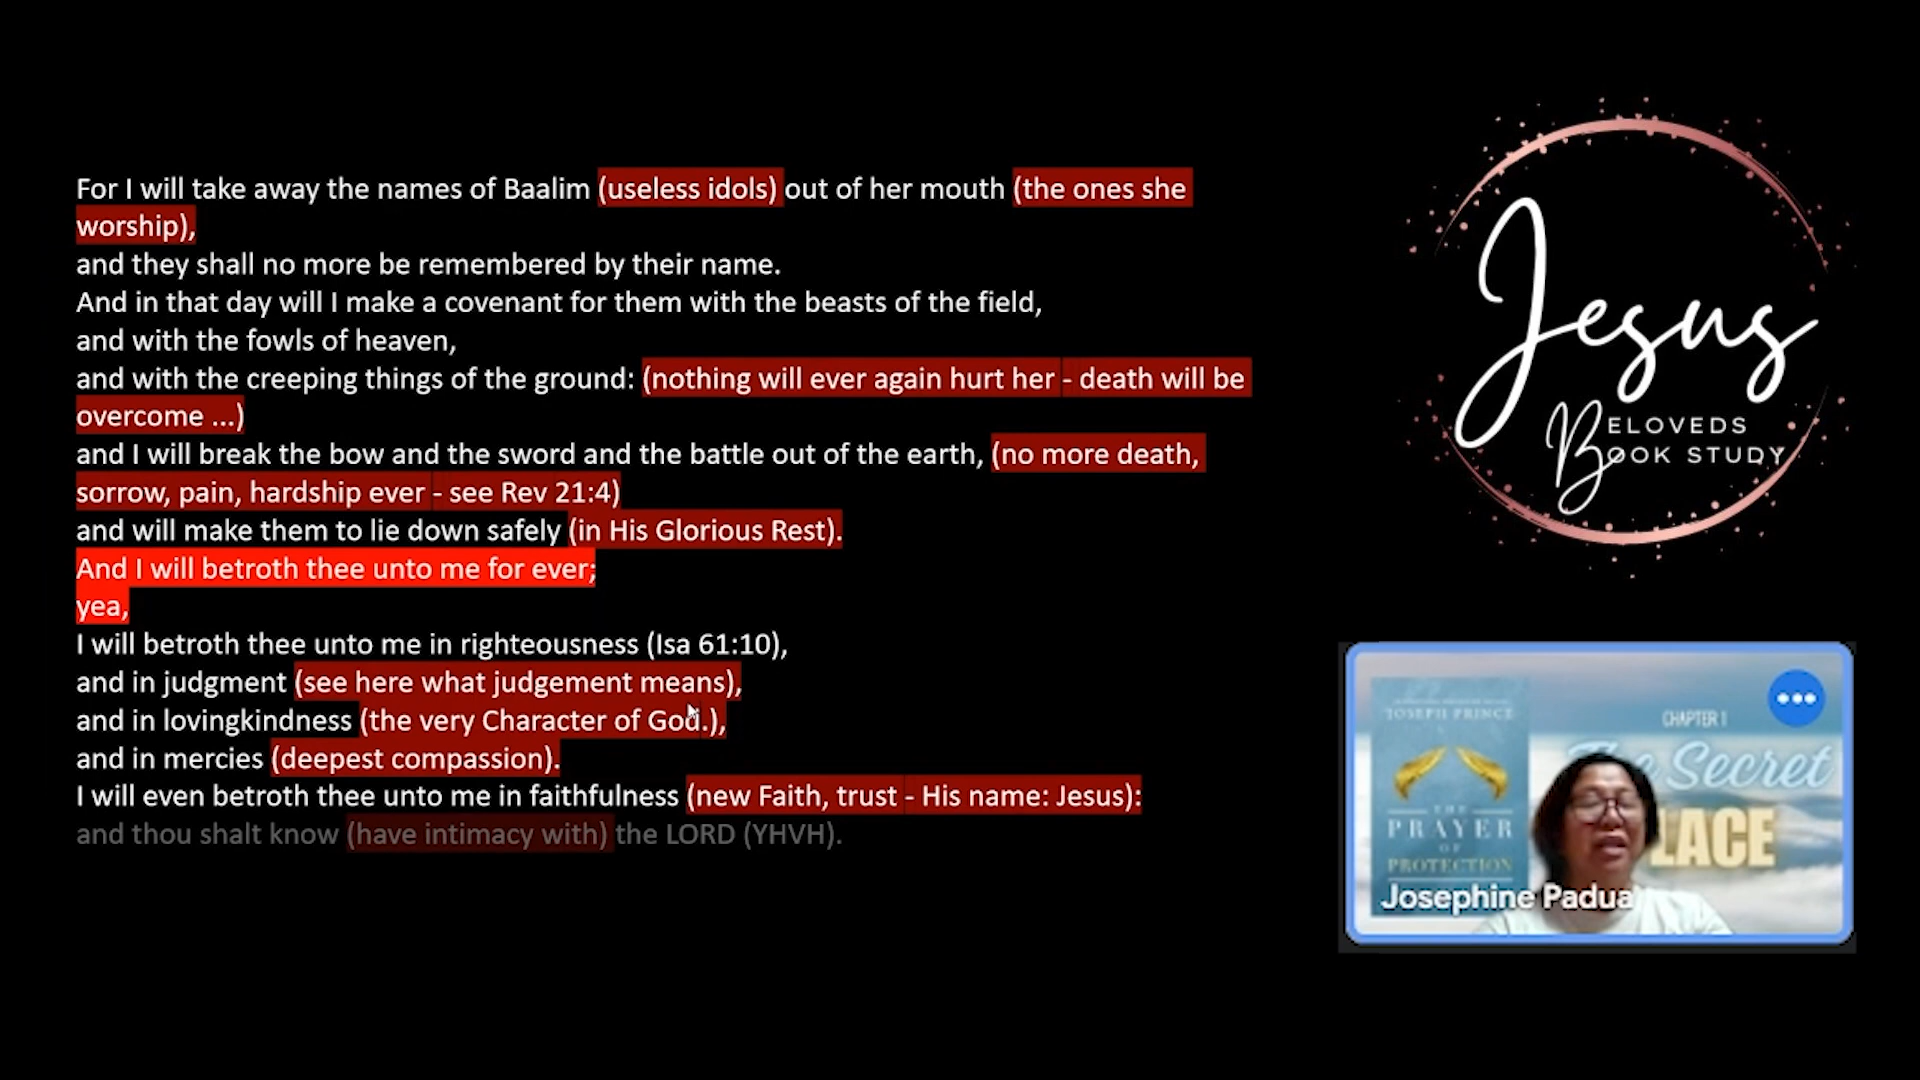 For I will take away the names of Baalim (useless idols) out of her mouth (the ones she
worship),
and they shall no more be remembered by their name.
And in that day will I make a covenant for them with the beasts of the field,
and with the fowls of heaven,
and with the creeping things of the ground: (nothing will ever again hurt her - death will be
overcome ...)
and I will break the bow and the sword and the battle out of the earth, (no more death,
sorrow, pain, hardship ever - see Rev 21:4)
and will make them to lie down safely (in His Glorious Rest).
And I will betroth thee unto me for ever;
yea,
I will betroth thee unto me in righteousness (Isa 61:10),
and in judgment (see here what judgement means),
and in lovingkindness (the very Character of God.),
and in mercies (deepest compassion).
I will even betroth thee unto me in faithfulness (new Faith, trust - His name: Jesus):
and thou shalt know (have intimacy with) the LORD (YHVH).
Jesus
BELOVEDS
BOOK STUDY
JOSEPH PRINCE
THE
PRAYER
OF
PROTECTION
CHAPTER 1
Secret
LACE
Josephine Padua